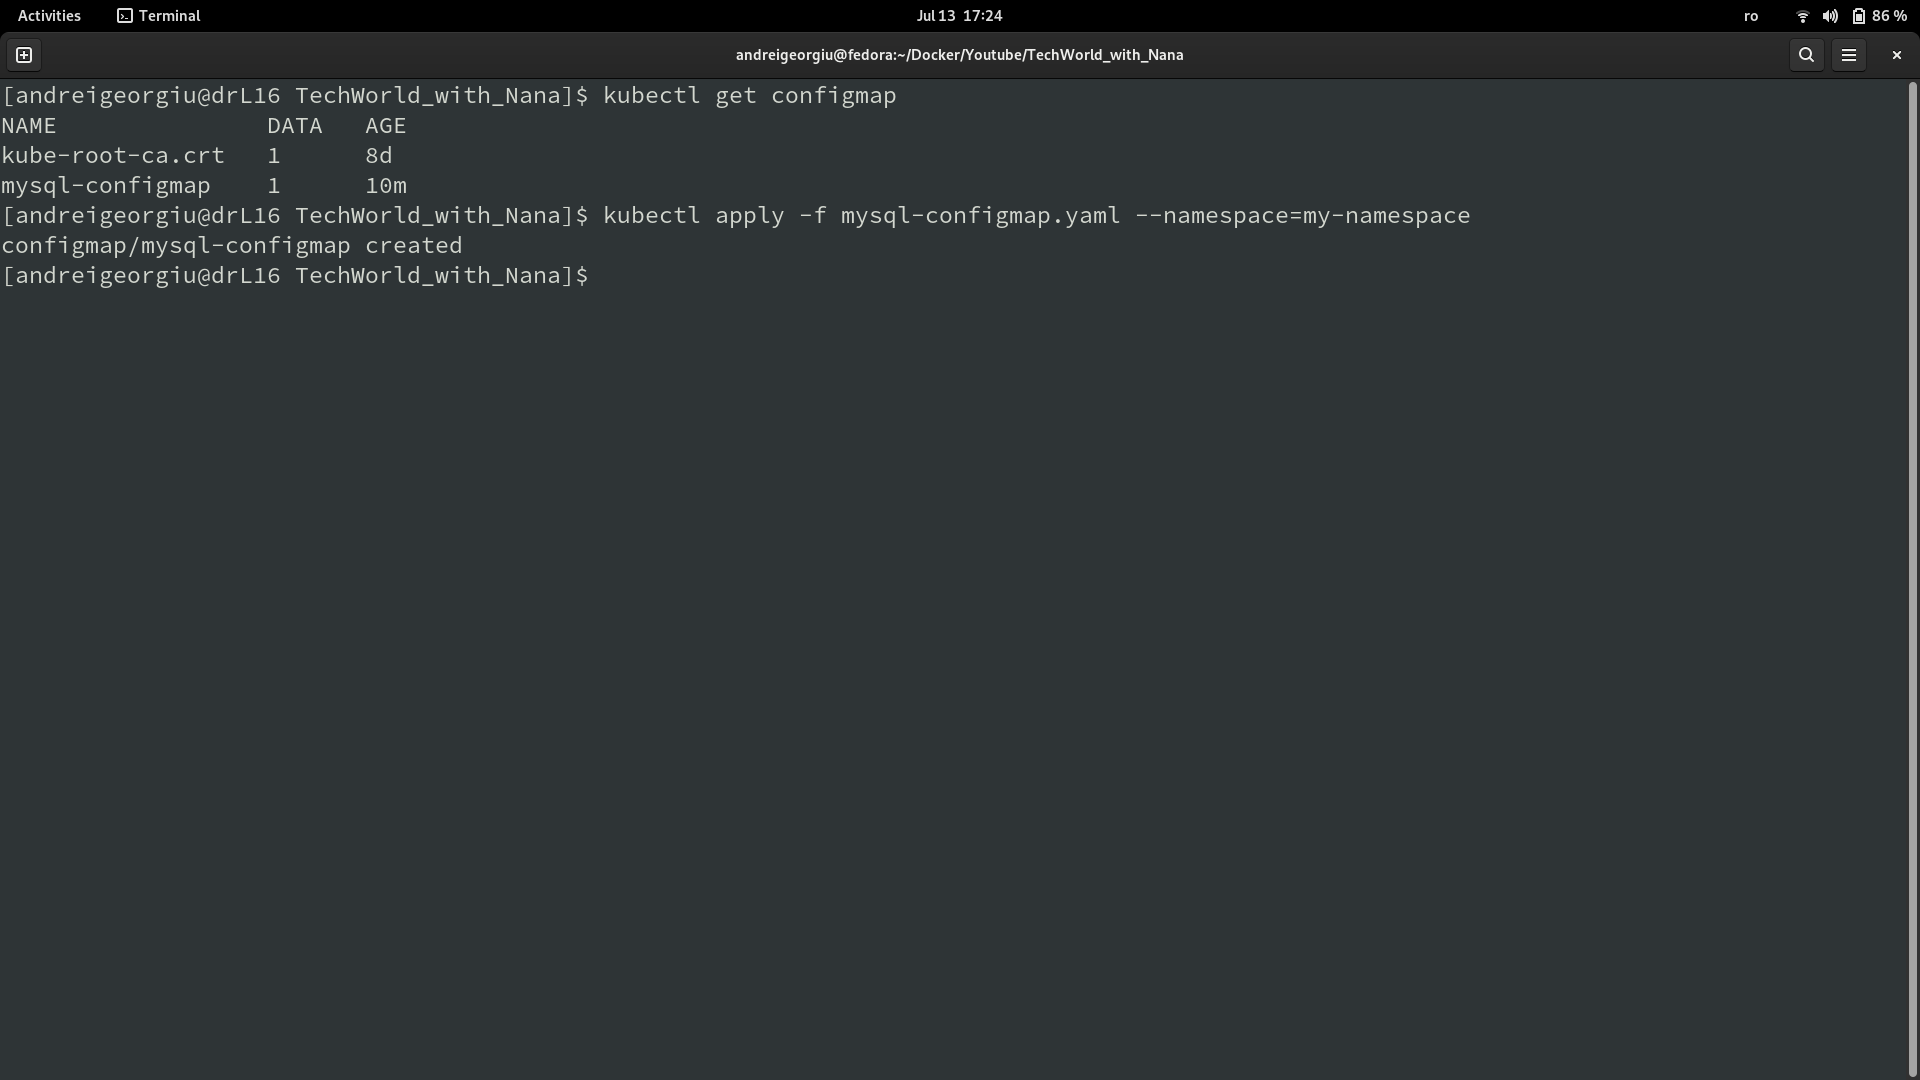 Activities Terminal Jul 13 17:24 ro 86 %
andreigeorgiu@fedora:~/Docker/Youtube/TechWorld_with_Nana
[andreigeorgiu@drL16 TechWorld_with_Nana]$ kubectl get configmap
NAME DATA AGE
kube-root-ca.crt 1 8d
mysql-configmap 1 10m
[andreigeorgiu@drL16 TechWorld_with_Nana]$ kubectl apply -f mysql-configmap.yaml --namespace=my-namespace
configmap/mysql-configmap created
[andreigeorgiu@drL16 TechWorld_with_Nana]$